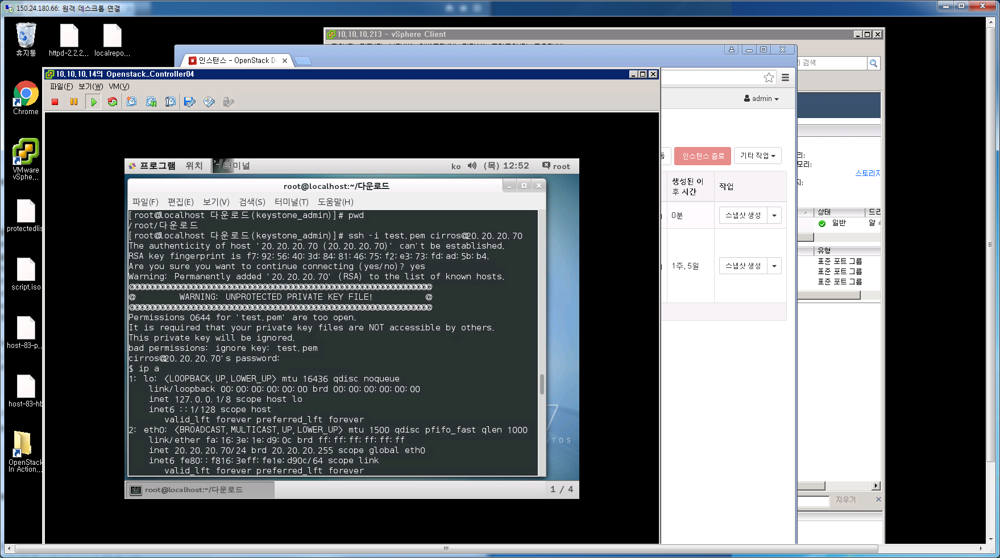 150.24.180.66: 원격 데스크톱 연결
휴지통
httpd-2.2.2...
localrepo...
Chrome
VMware
vSphe...
protectedlis
script.iso
host-83-p...
host-83-hb
OpenStack
In Action...
10.10.10.213 - vSphere Client
인스턴스 - OpenStack D
검색
admin
인스턴스 종료
기타 작업
생성된 이
후 시간
작업
0분
스냅샷 생성
1주, 5일
스냅샷 생성
리:
모리:
스토리지
지:
상태
드라
일반
알 수
유형
표준 포트 그룹
표준 포트 그룹
표준 포트 그룹
지우기
10.10.10.14의 Openstack_Controller04
파일(F) 보기(W) VM(V)
프로그램 위치 터미널
ko (목) 12:52 root
root@localhost:~/다운로드
파일(F) 편집(E) 보기(V) 검색(S) 터미널(T) 도움말(H)
[root@localhost 다운로드(keystone_admin)]# pwd
/root/다운로드
[root@localhost 다운로드(keystone_admin)]# ssh -i test.pem cirros@20.20.20.70
The authenticity of host '20.20.20.70 (20.20.20.70)' can't be established.
RSA key fingerprint is f7:92:56:40:3d:84:81:46:75:f2:e3:73:fd:ad:5b:b4.
Are you sure you want to continue connecting (yes/no)? yes
Warning: Permanently added '20.20.20.70' (RSA) to the list of known hosts.
@@@@@@@@@@@@@@@@@@@@@@@@@@@@@@@@@@@@@@@@@@@@@@@@@@@@@@@@@@@
@         WARNING: UNPROTECTED PRIVATE KEY FILE!          @
@@@@@@@@@@@@@@@@@@@@@@@@@@@@@@@@@@@@@@@@@@@@@@@@@@@@@@@@@@@
Permissions 0644 for 'test.pem' are too open.
It is required that your private key files are NOT accessible by others.
This private key will be ignored.
bad permissions: ignore key: test.pem
cirros@20.20.20.70's password:
$ ip a
1: lo: <LOOPBACK,UP,LOWER_UP> mtu 16436 qdisc noqueue
link/loopback 00:00:00:00:00:00 brd 00:00:00:00:00:00
inet 127.0.0.1/8 scope host lo
inet6 ::1/128 scope host
valid_lft forever preferred_lft forever
2: eth0: <BROADCAST,MULTICAST,UP,LOWER_UP> mtu 1500 qdisc pfifo_fast qlen 1000
link/ether fa:16:3e:1e:d9:0c brd ff:ff:ff:ff:ff:ff
inet 20.20.20.70/24 brd 20.20.20.255 scope global eth0
inet6 fe80::f816:3eff:fe1e:d90c/64 scope link
valid_lft forever preferred_lft forever
7
NTOS
root@localhost:~/다운로드
1 / 4